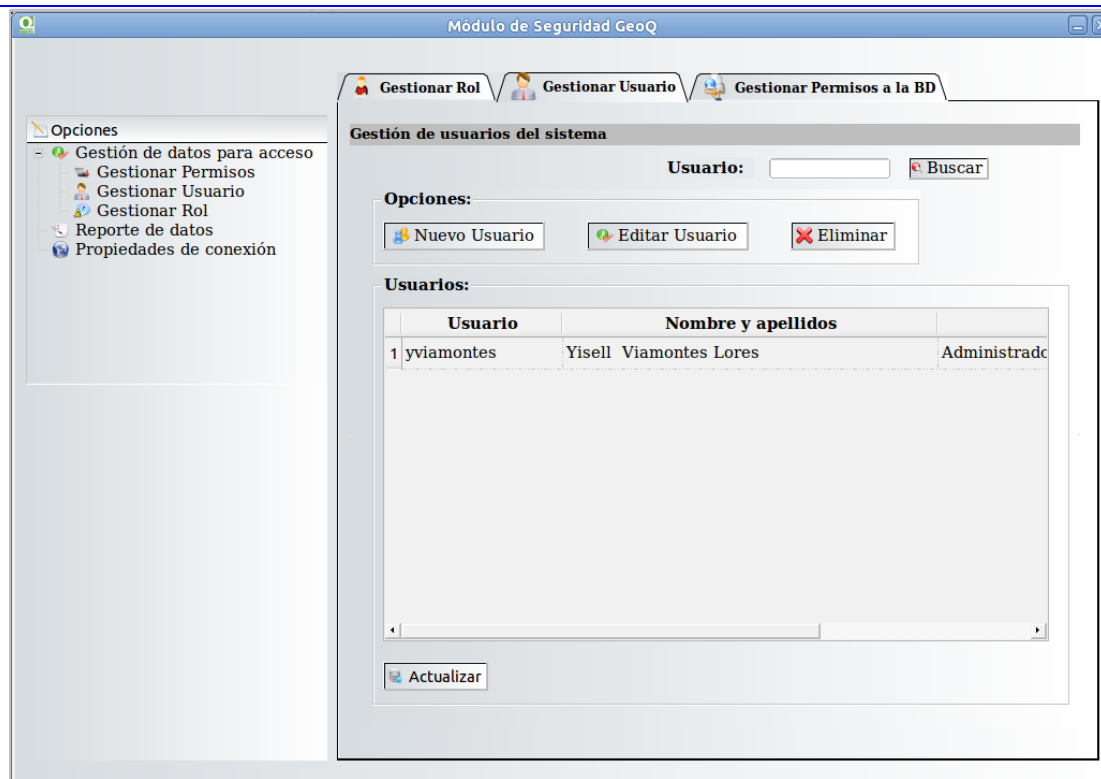 Módulo de Seguridad GeoQ
Gestionar Rol
Gestionar Usuario
Gestionar Permisos a la BD
Opciones
Gestión de datos para acceso
Gestionar Permisos
Gestionar Usuario
Gestionar Rol
Reporte de datos
Propiedades de conexión
Gestión de usuarios del sistema
Usuario:
Buscar
Opciones:
Nuevo Usuario
Editar Usuario
Eliminar
Usuarios:
Usuario Nombre y apellidos
1 yviamontes Yisell Viamontes Lores Administrado
Actualizar